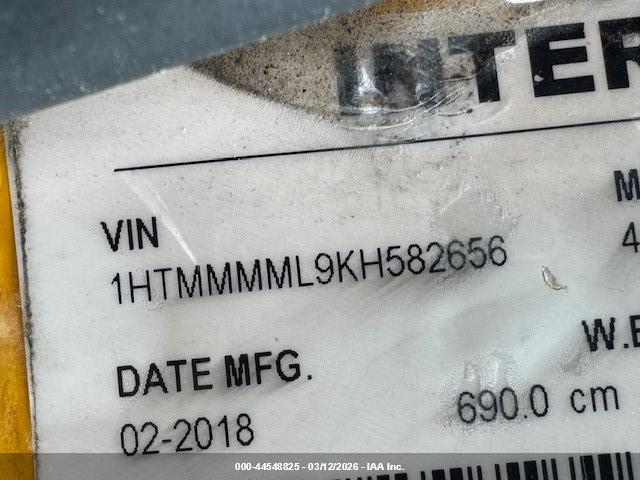 INTER
M
VIN
4
1HTMMMML9KH582656
W.B
DATE MFG.
690.0 cm
02-2018
000-44548825 - 03/12/2026 - IAA Inc.